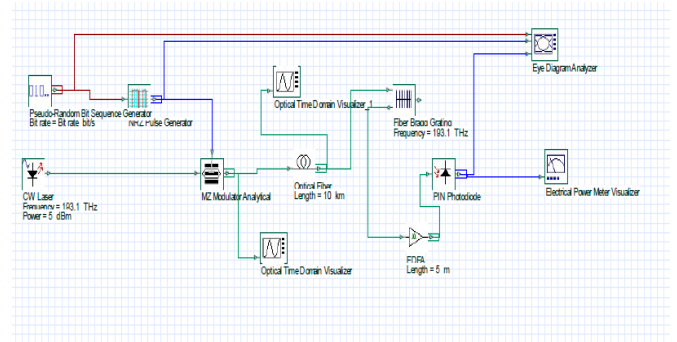 Eye Diagram Analyzer
Optical Time Domain Visualizer_1
Pseudo-Random Bit Sequence Generator
Bit rate = Bit rate bit/s
NRZ Pulse Generator
Fiber Bragg Grating
Frequency = 193.1 THz
CW Laser
Frequency = 193.1 THz
Power = 5 dBm
MZ Modulator Analytical
Optical Fiber
Length = 10 km
PIN Photodiode
Electrical Power Meter Visualizer
Optical Time Domain Visualizer
EDFA
Length = 5 m